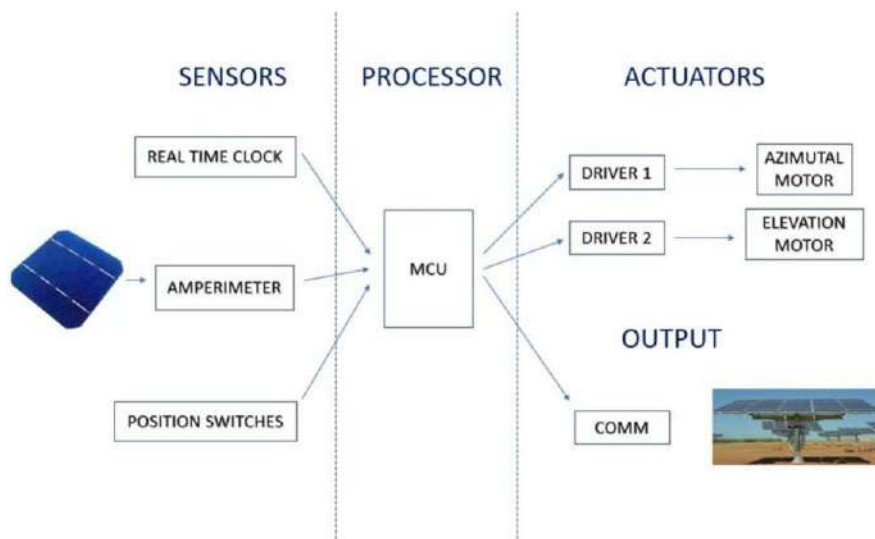 SENSORS
PROCESSOR
ACTUATORS
REAL TIME CLOCK
DRIVER 1
AZIMUTAL
MOTOR
DRIVER 2
ELEVATION
MOTOR
MCU
AMPERIMETER
OUTPUT
POSITION SWITCHES
COMM